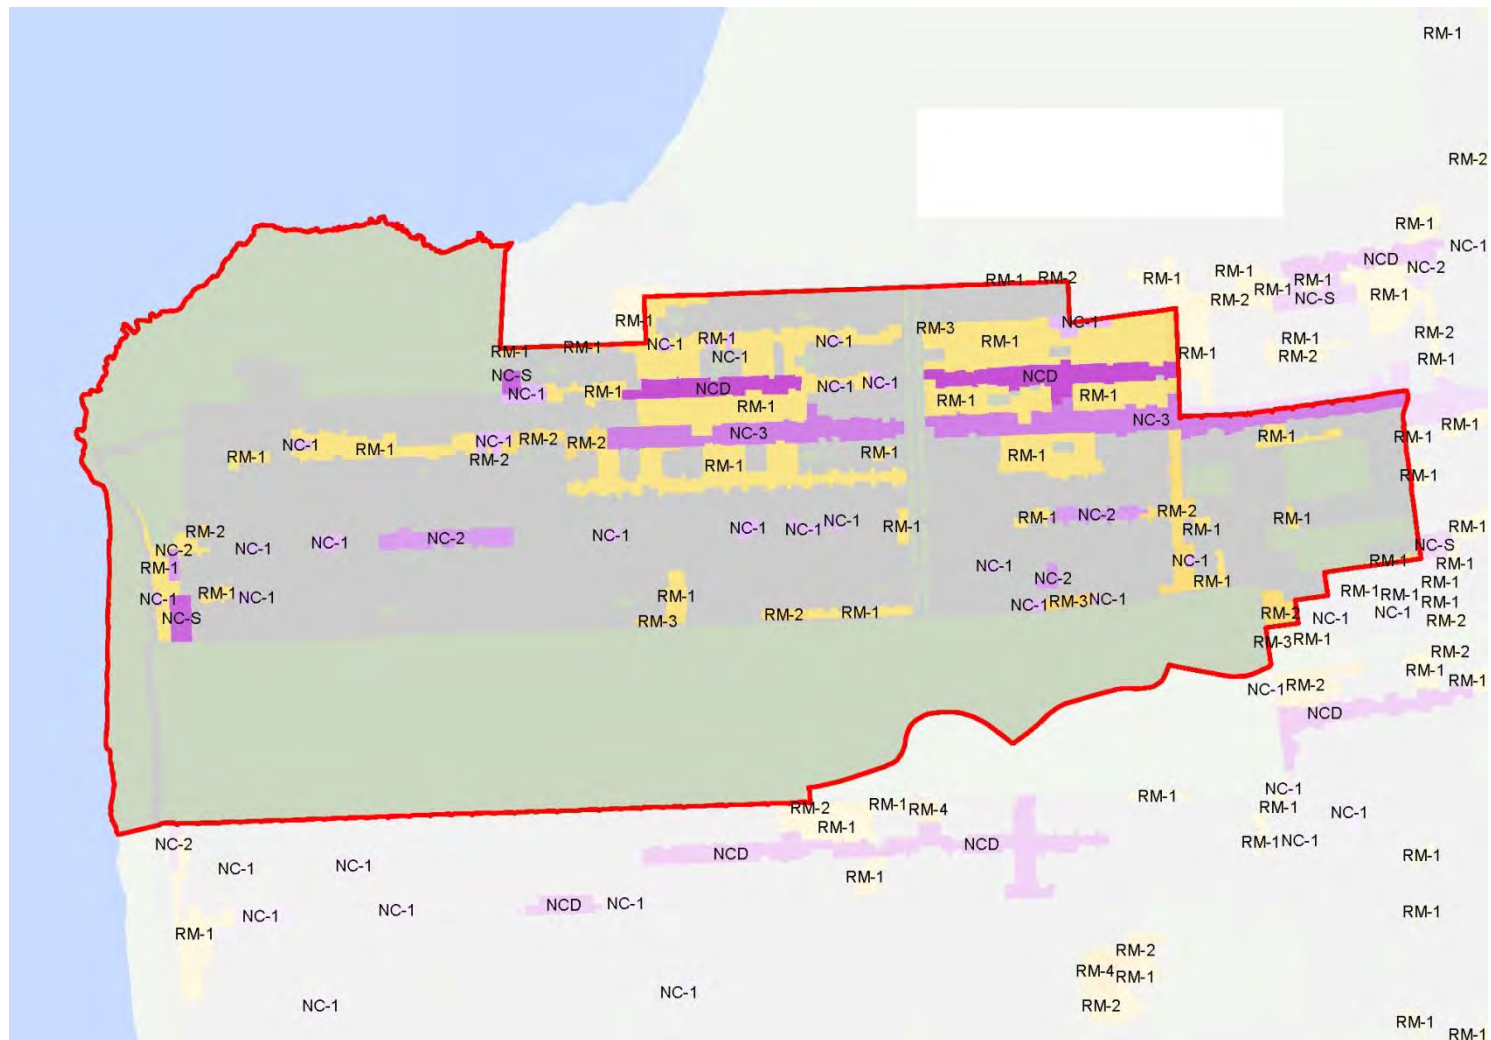 RM-1
RM-2
RM-1
NC-1
NCD
NC-2
RM-1 RM-2 RM-1 RM-1 RM-1
RM-1
NC-S RM-1
RM-2
RM-1 NC-1
RM-3
RM-1 NC-1 RM-1 NC-1 RM-1 RM-1 RM-2
RM-1 RM-1 NC-1 RM-1 RM-2 RM-1
NC-S NCD
NC-1 RM-1 NCD NC-1 NC-1 RM-1 RM-1
RM-1
NC-3 NC-3
NC-1 RM-1 NC-1 RM-2 RM-2 RM-1 RM-1 RM-1
RM-1 RM-2 RM-1 RM-1 RM-1
RM-1
NC-1 NC-1 NC-1 RM-1 RM-1 NC-2 RM-2 RM-1 RM-1
RM-2 NC-1 NC-1 NC-2 RM-1
NC-2 NC-S
RM-1 NC-1 NC-1 RM-1 RM-1
NC-2 RM-1 RM-1
NC-1 RM-1 NC-1 RM-1 NC-1 RM-3 NC-1 RM-1 RM-1 RM-1
NC-S RM-3 RM-2 RM-1 RM-2 NC-1 NC-1 RM-2
RM-3 RM-1
RM-2
RM-1
NC-1 RM-2 RM-1
NCD
NC-1
RM-1
RM-2 RM-1 RM-4 RM-1 NC-1
RM-1
NC-2 NCD NCD RM-1 NC-1
NC-1 NC-1 RM-1
RM-1
NC-1 NC-1 NCD NC-1 RM-1
RM-1
RM-2
RM-4 RM-1
NC-1 NC-1 RM-2
RM-1
RM-1